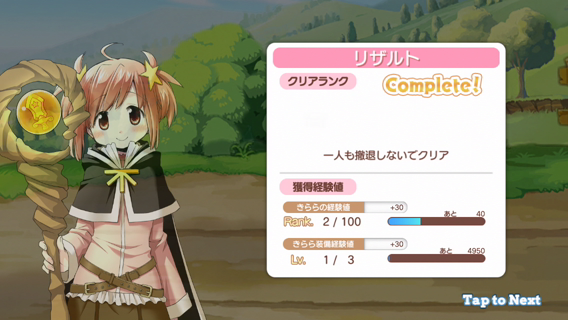 リザルト
クリアランク
Complete!
一人も撤退しないでクリア
獲得経験値
きららの経験値 +30
Rank. 2 / 100 あと 40
きらら装備経験値 +30
Lv. 1 / 3 あと 4950
Tap to Next